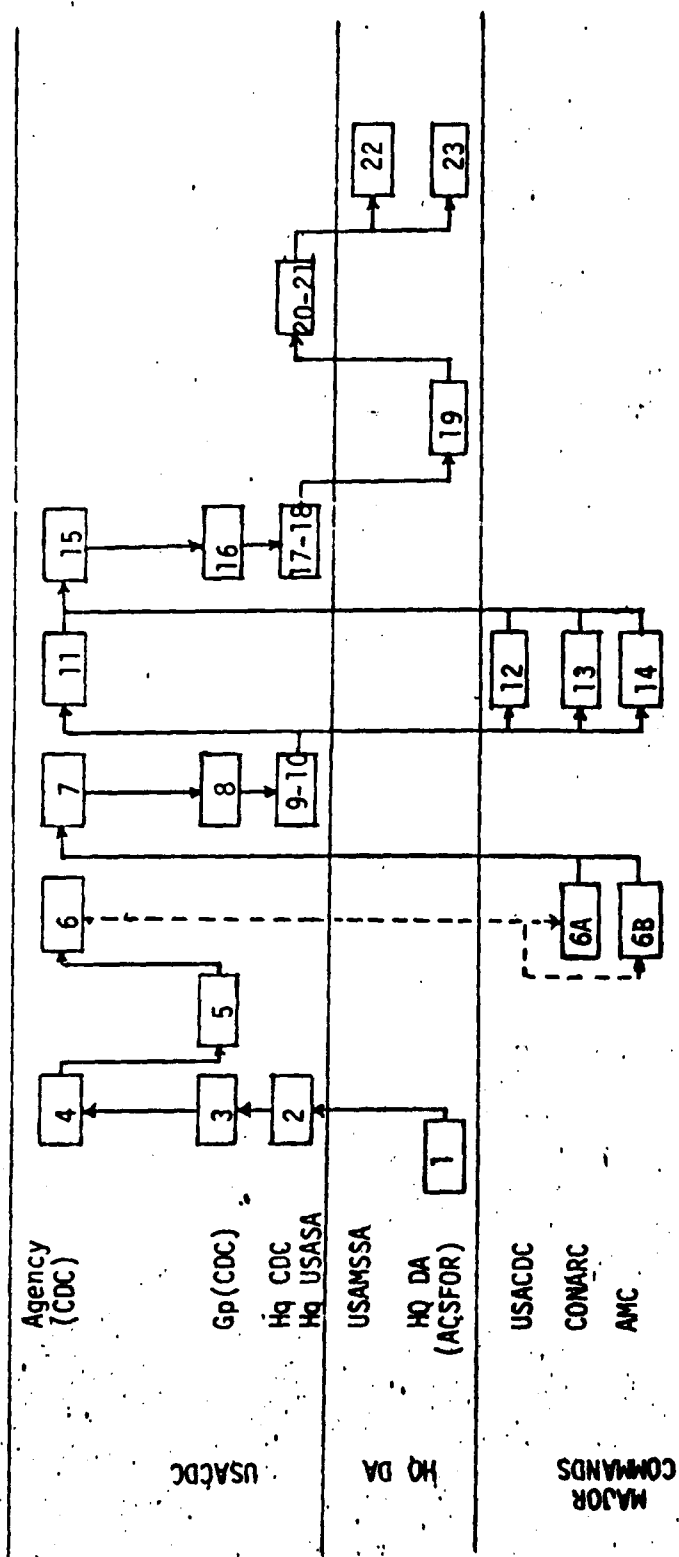 USACDC
Agency
(CDC)
Gp(CDC)
Hq CDC
Hq USASA
HQ DA
USAMSSA
HQ DA
(ACSFOR)
MAJOR
COMMANDS
USACDC
CONARC
AMC
1
2
3
4
5
6
6A
6B
7
8
9-10
11
12
13
14
15
16
17-18
19
20-21
22
23